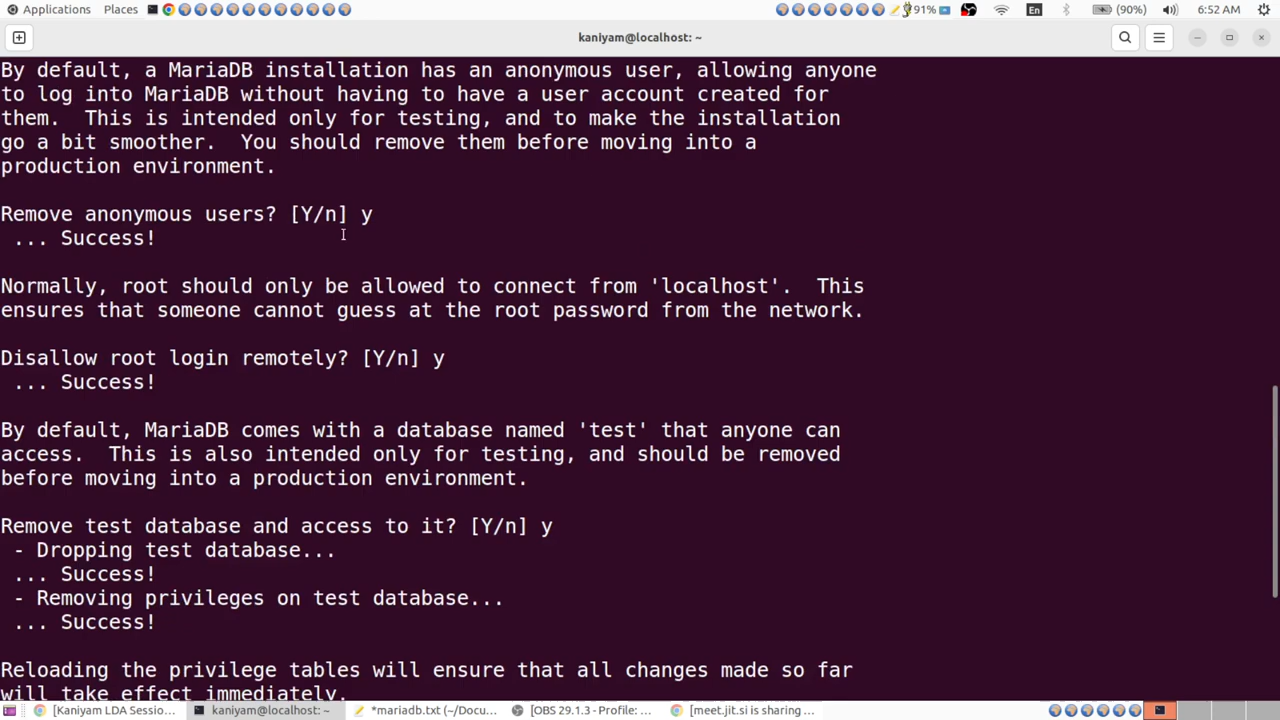 Applications Places 91% En (90%) 6:52 AM
kaniyam@localhost: ~
By default, a MariaDB installation has an anonymous user, allowing anyone
to log into MariaDB without having to have a user account created for
them.  This is intended only for testing, and to make the installation
go a bit smoother.  You should remove them before moving into a
production environment.
Remove anonymous users? [Y/n] y
 ... Success!
Normally, root should only be allowed to connect from 'localhost'.  This
ensures that someone cannot guess at the root password from the network.
Disallow root login remotely? [Y/n] y
 ... Success!
By default, MariaDB comes with a database named 'test' that anyone can
access.  This is also intended only for testing, and should be removed
before moving into a production environment.
Remove test database and access to it? [Y/n] y
 - Dropping test database...
 ... Success!
 - Removing privileges on test database...
 ... Success!
Reloading the privilege tables will ensure that all changes made so far
will take effect immediately.
[Kaniyam LDA Sessio... kaniyam@localhost: ~ *mariadb.txt (~/Docu... [OBS 29.1.3 - Profile: ... [meet.jit.si is sharing ...